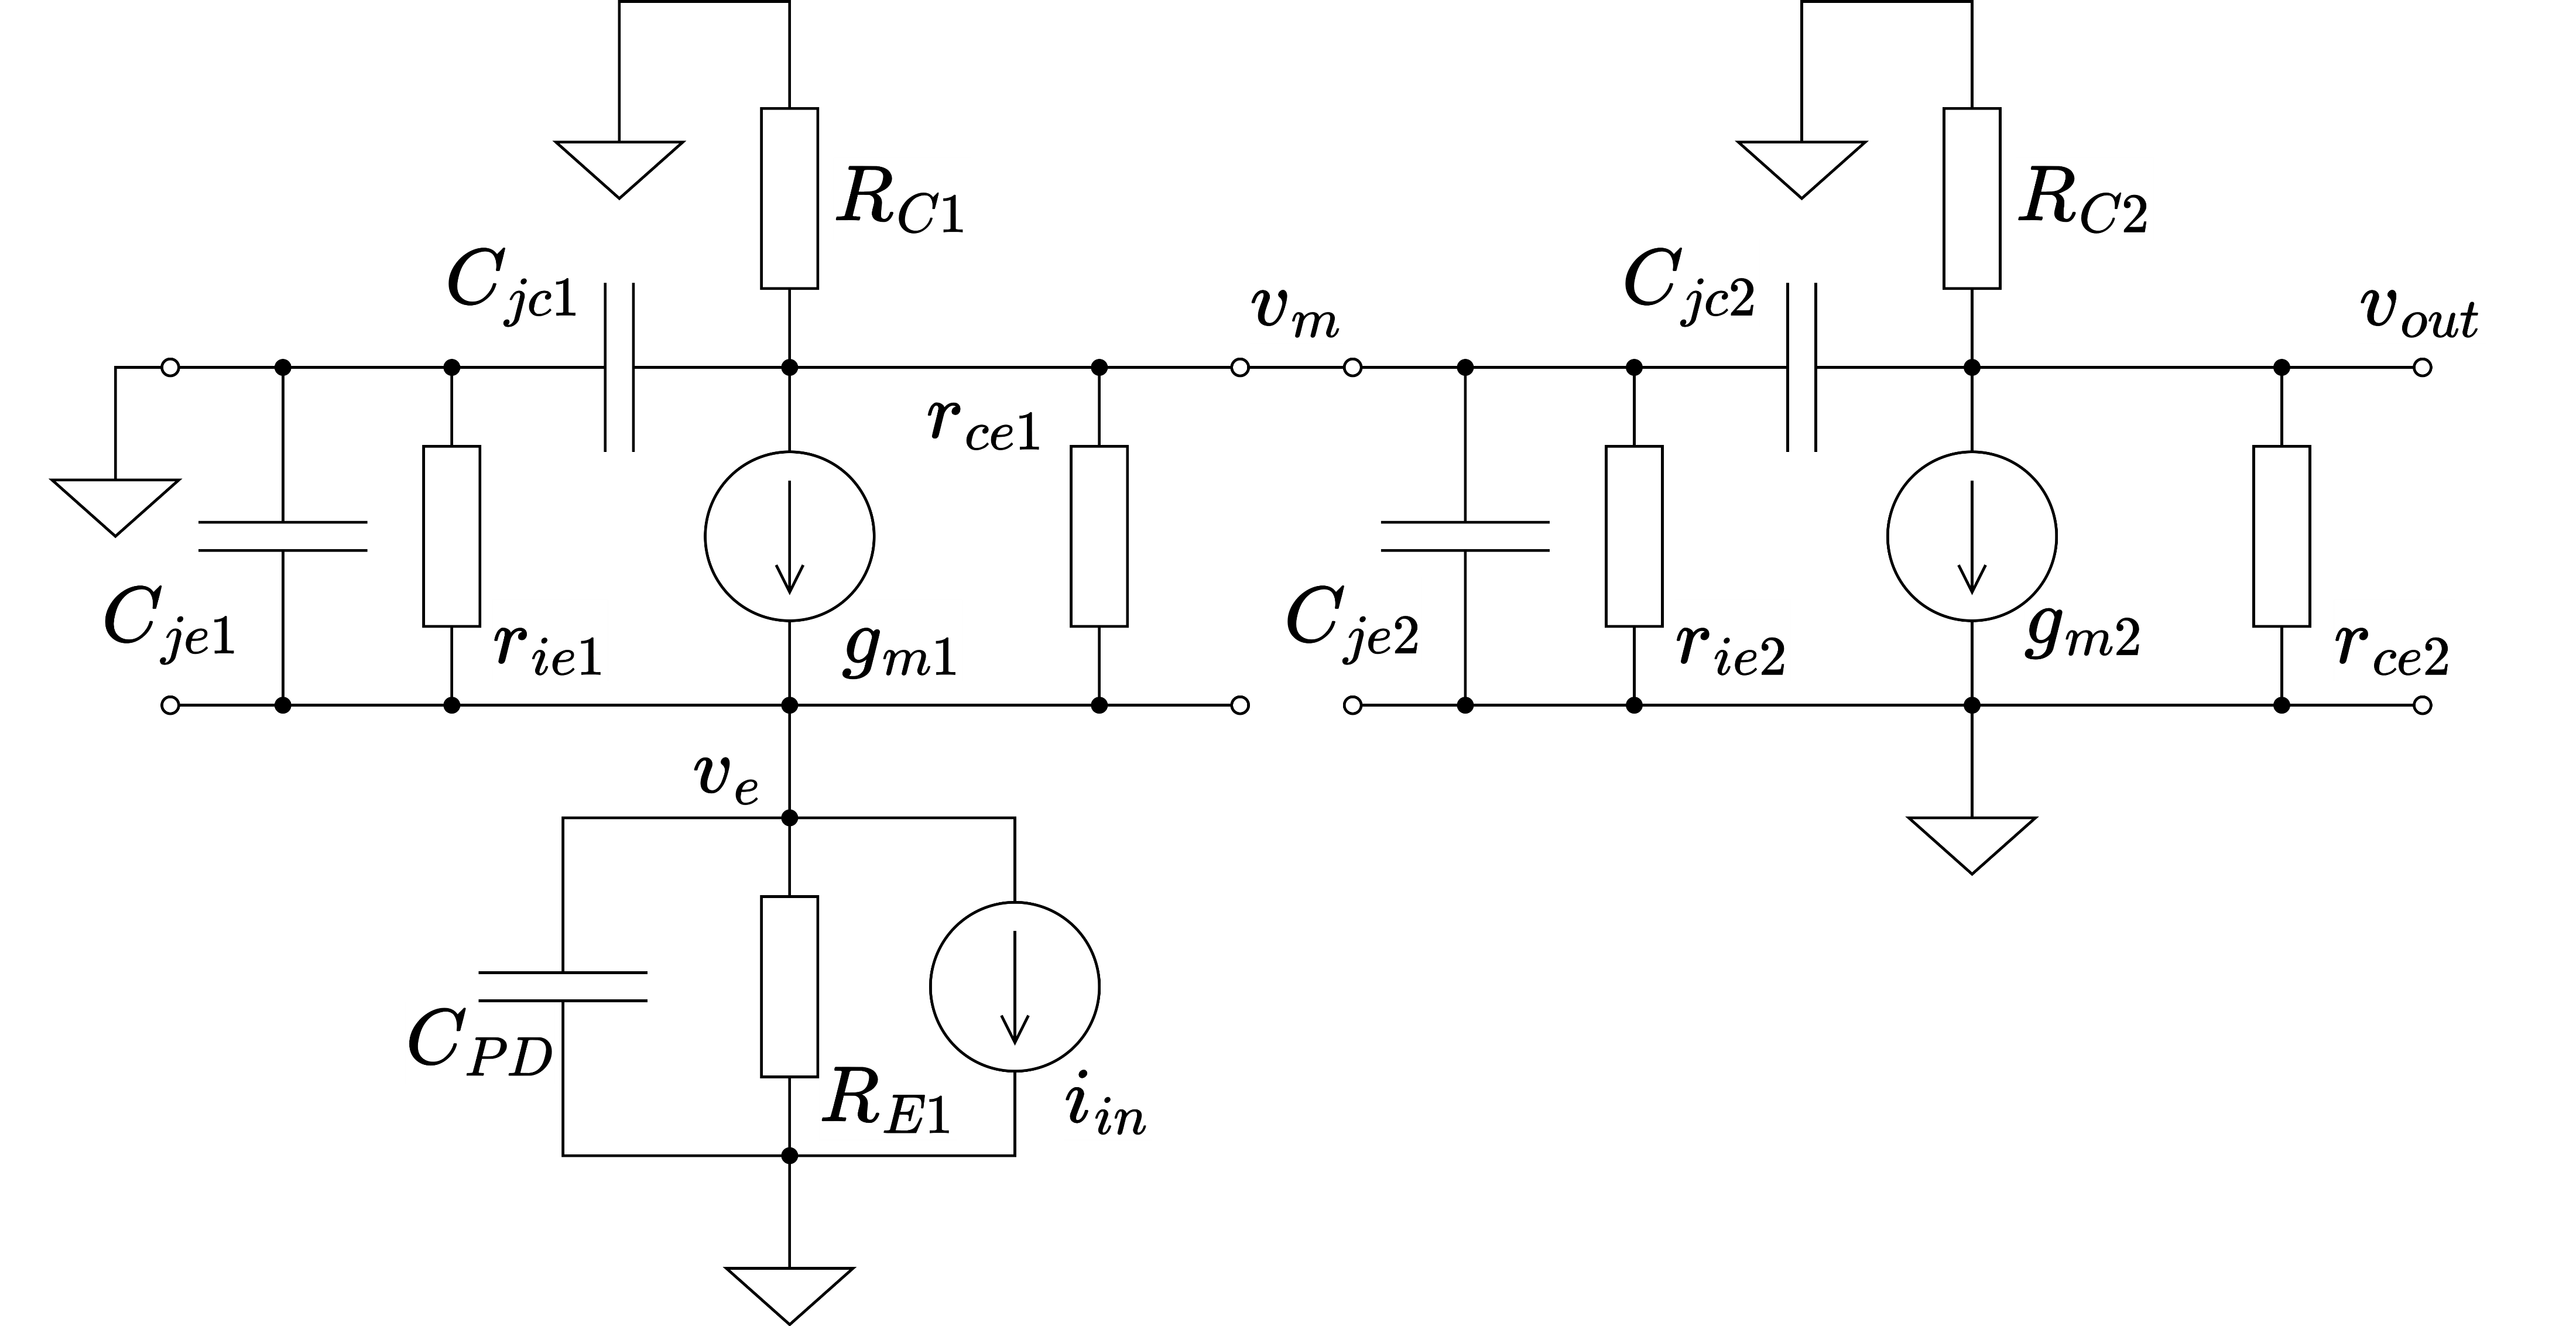 R_{C1}
R_{C2}
C_{jc1}
v_m
C_{jc2}
v_{out}
r_{ce1}
C_{je1}
r_{ie1}
g_{m1}
C_{je2}
r_{ie2}
g_{m2}
r_{ce2}
v_e
C_{PD}
R_{E1}
i_{in}